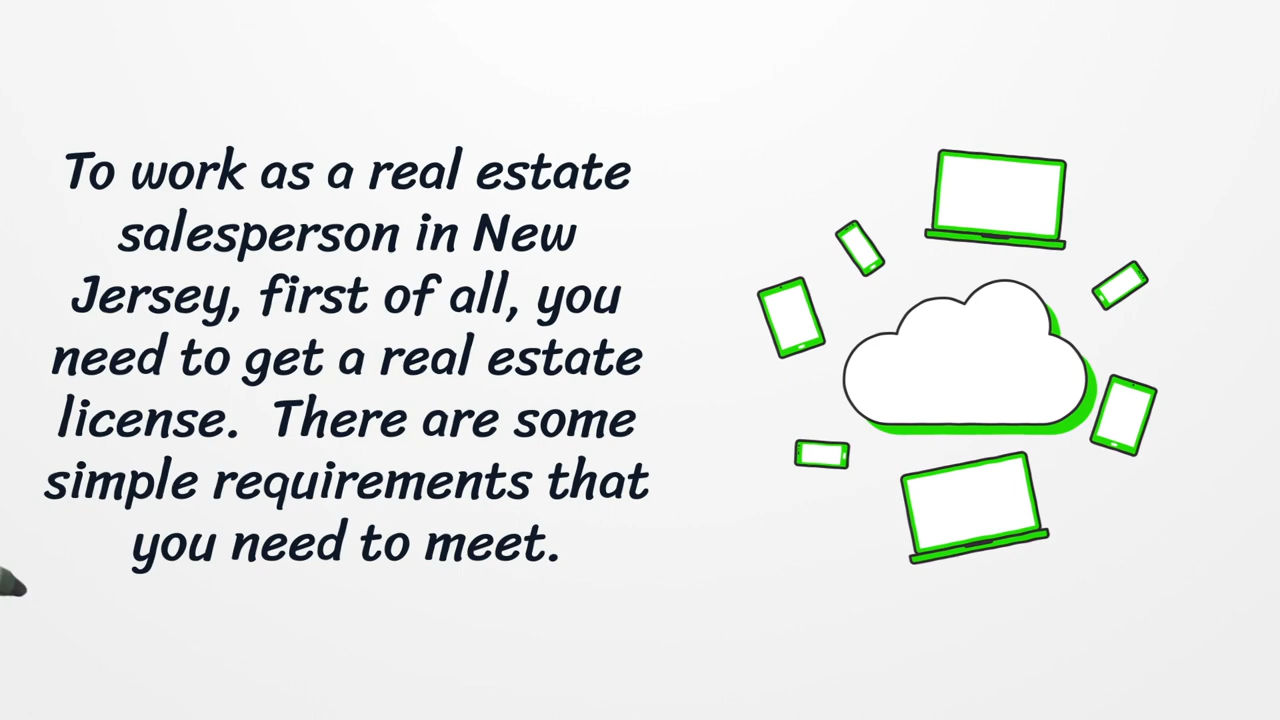 To work as a real estate
salesperson in New
Jersey, first of all, you
need to get a real estate
license.  There are some
simple requirements that
you need to meet.